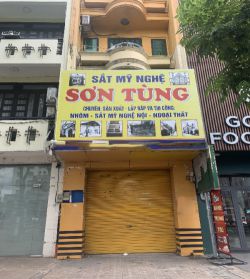 SẮT MỸ NGHỆ
SƠN TÙNG
CHUYÊN: SẢN XUẤT - LẮP RÁP VÀ THI CÔNG
NHÔM - SẮT MỸ NGHỆ NỘI - NGOẠI THẤT
GO
FOO